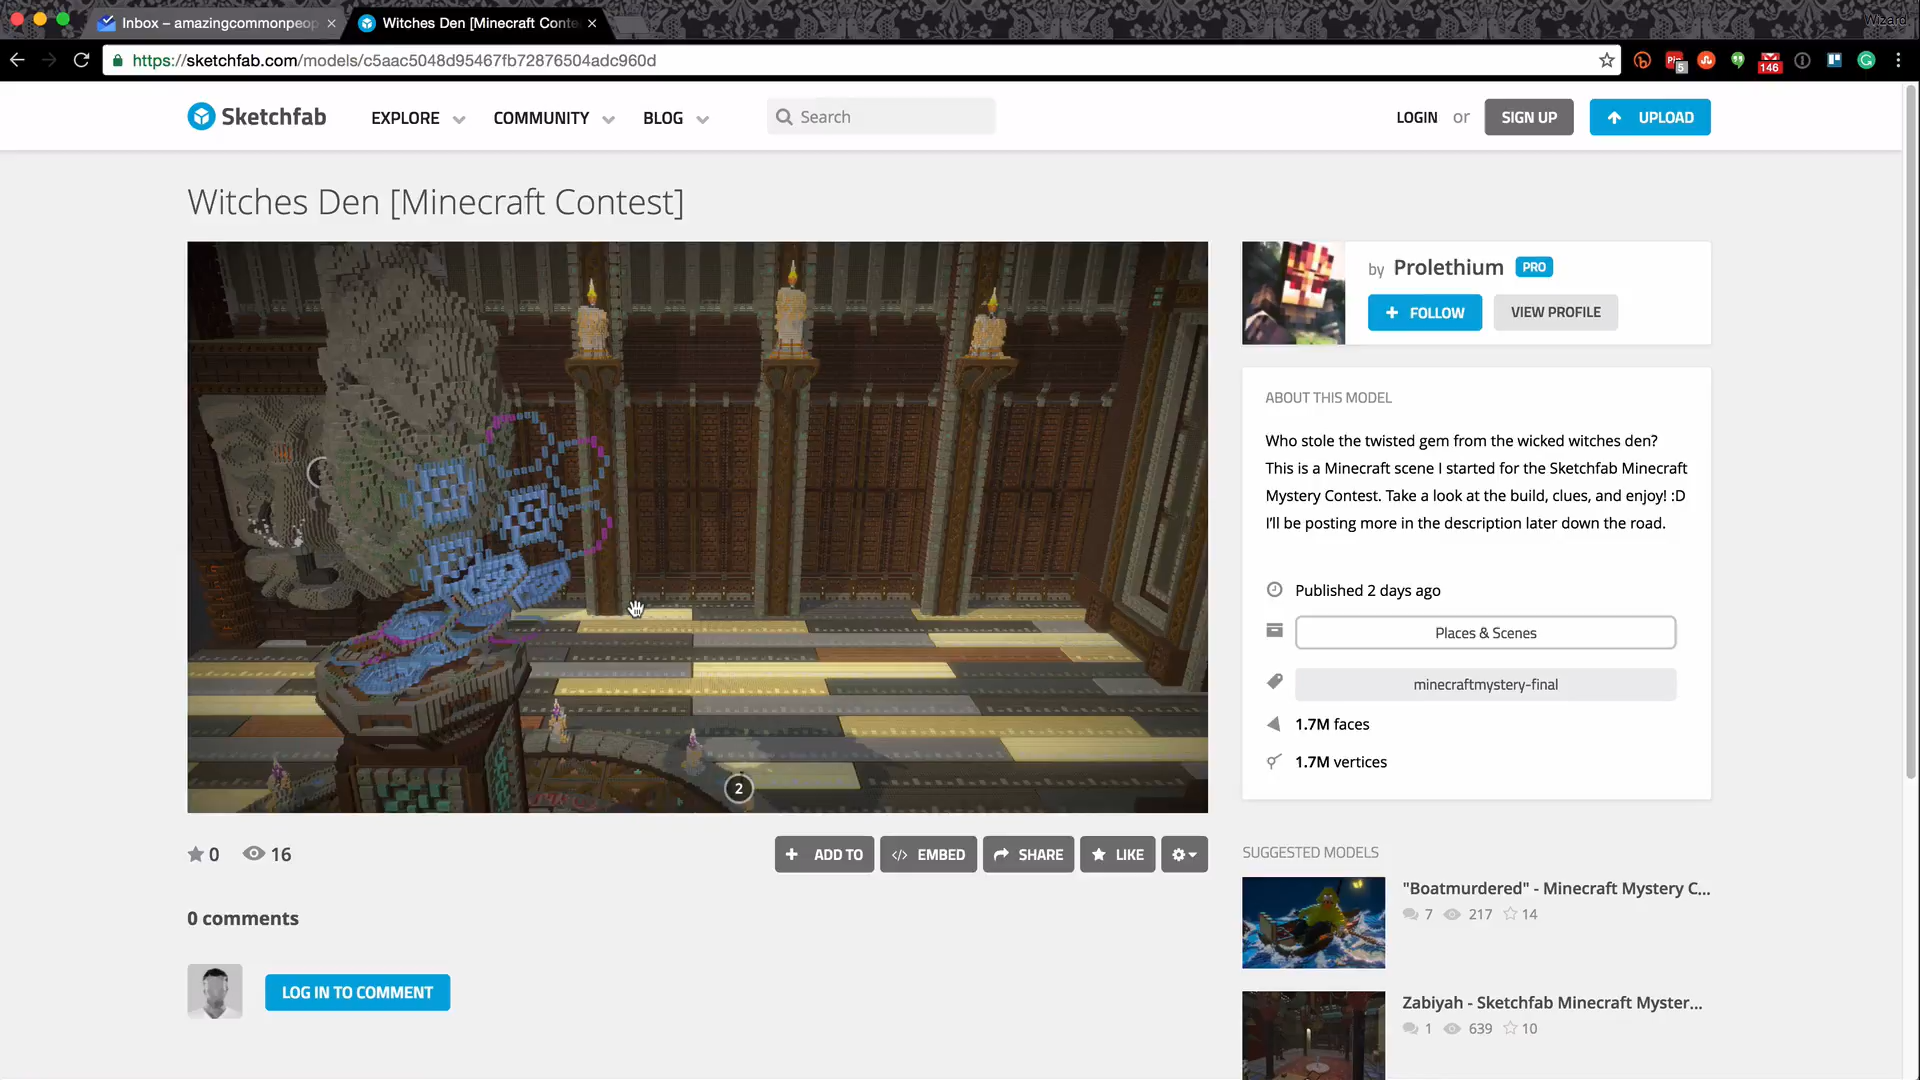 Wizard
Inbox – amazingcommonpeop
Witches Den [Minecraft Conte
https://sketchfab.com/models/c5aac5048d95467fb72876504adc960d
5
146
Sketchfab
EXPLORE
COMMUNITY
BLOG
Search
LOGIN or
SIGN UP
UPLOAD
Witches Den [Minecraft Contest]
2
by Prolethium PRO
+ FOLLOW
VIEW PROFILE
ABOUT THIS MODEL
Who stole the twisted gem from the wicked witches den?
This is a Minecraft scene I started for the Sketchfab Minecraft
Mystery Contest. Take a look at the build, clues, and enjoy! :D
I'll be posting more in the description later down the road.
Published 2 days ago
Places & Scenes
minecraftmystery-final
1.7M faces
1.7M vertices
0
16
+ ADD TO
</> EMBED
SHARE
LIKE
0 comments
LOG IN TO COMMENT
SUGGESTED MODELS
"Boatmurdered" - Minecraft Mystery C...
7 217 14
Zabiyah - Sketchfab Minecraft Myster...
1 639 10